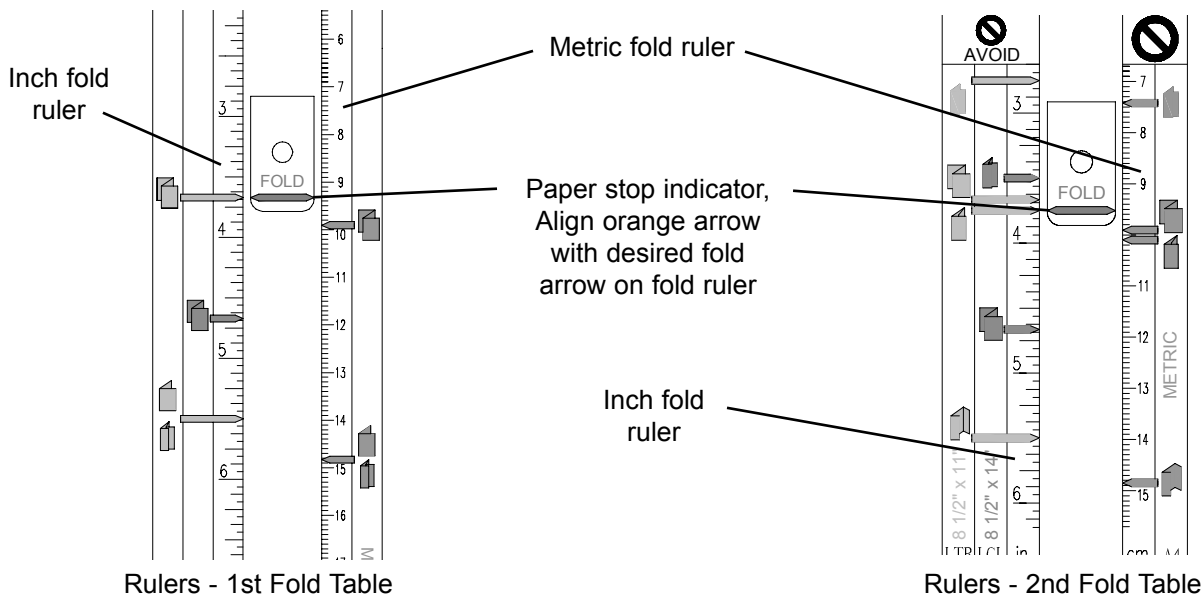 Inch fold
ruler
3
4
5
6
FOLD
6
7
8
9
10
11
12
13
14
15
16
Metric fold ruler
Paper stop indicator,
Align orange arrow
with desired fold
arrow on fold ruler
Inch fold
ruler
AVOID
3
4
5
6
8 1/2" x 11"
8 1/2" x 14"
in
FOLD
7
8
9
11
12
13
14
15
METRIC
cm
Rulers - 1st Fold Table
Rulers - 2nd Fold Table